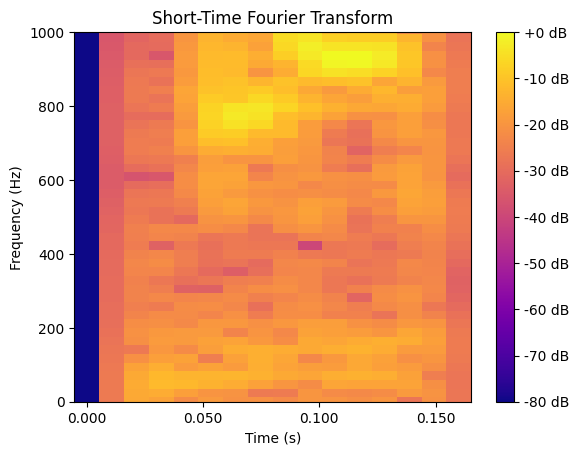 Short-Time Fourier Transform
Frequency (Hz)
1000
800
600
400
200
0
0.000
0.050
0.100
0.150
Time (s)
+0 dB
-10 dB
-20 dB
-30 dB
-40 dB
-50 dB
-60 dB
-70 dB
-80 dB